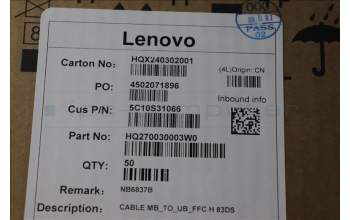 PASS
02
Lenovo
Carton No: HQX240302001
(4L)Origin: CN
PO: 4502071896
Inbound info
Cus P/N: 5C10S31066
Part No: HQ270030003W0
QTY: 50
Remark: NB6837B
Description: CABLE MB_TO_UB_FFC H 83DS